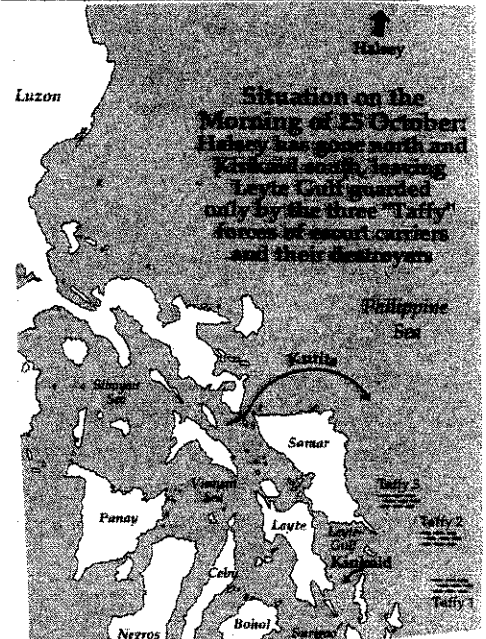 Halsey
Luzon
Situation on the
Morning of 25 October:
Halsey has gone north and
Kinkaid south, leaving
Leyte Gulf guarded
only by the three "Taffy"
forces of escort carriers
and their destroyers
Philippine
Sea
Kurita
Sibuyan
Sea
Samar
Visayan
Sea
Taffy 3
Panay
Leyte
Leyte
Gulf
Taffy 2
Kinkaid
Cebu
Taffy 1
Negros
Bohol
Surigao